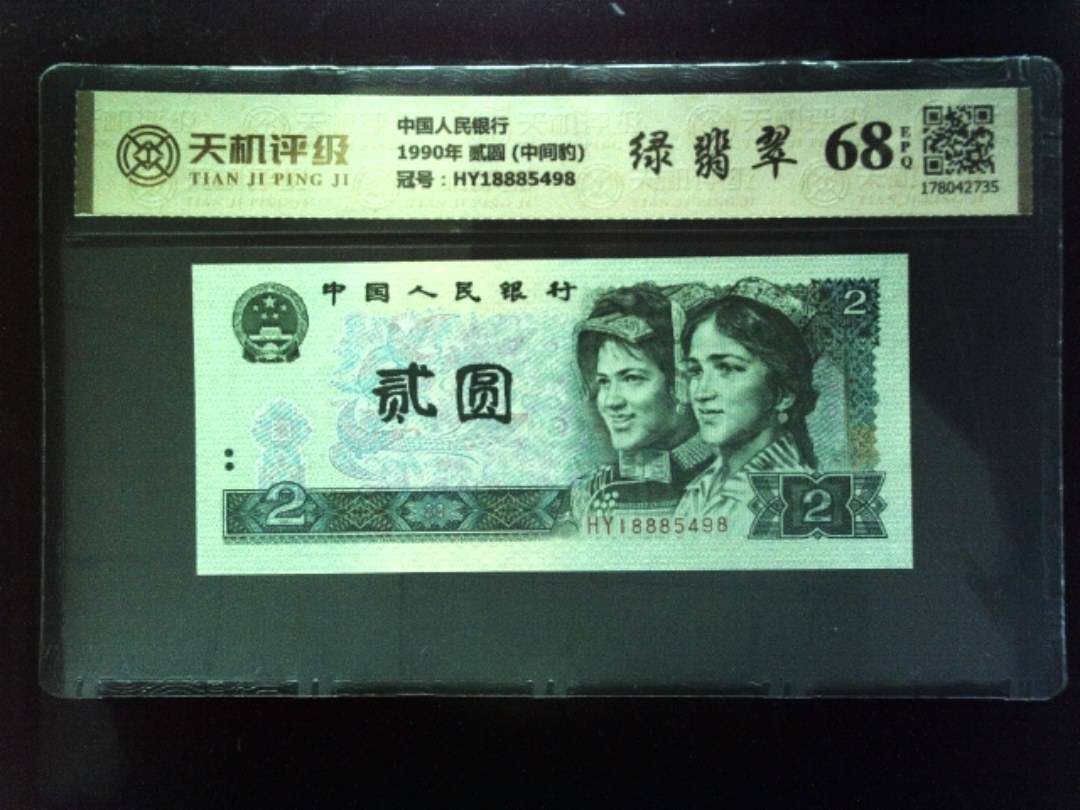 天机评级
TIAN JI PING JI
中国人民银行
1990年 贰圆 (中间豹)
冠号：HY18885498
绿翡翠
68
EPQ
178042735
中国人民银行
2
贰圆
2
HY18885498
2